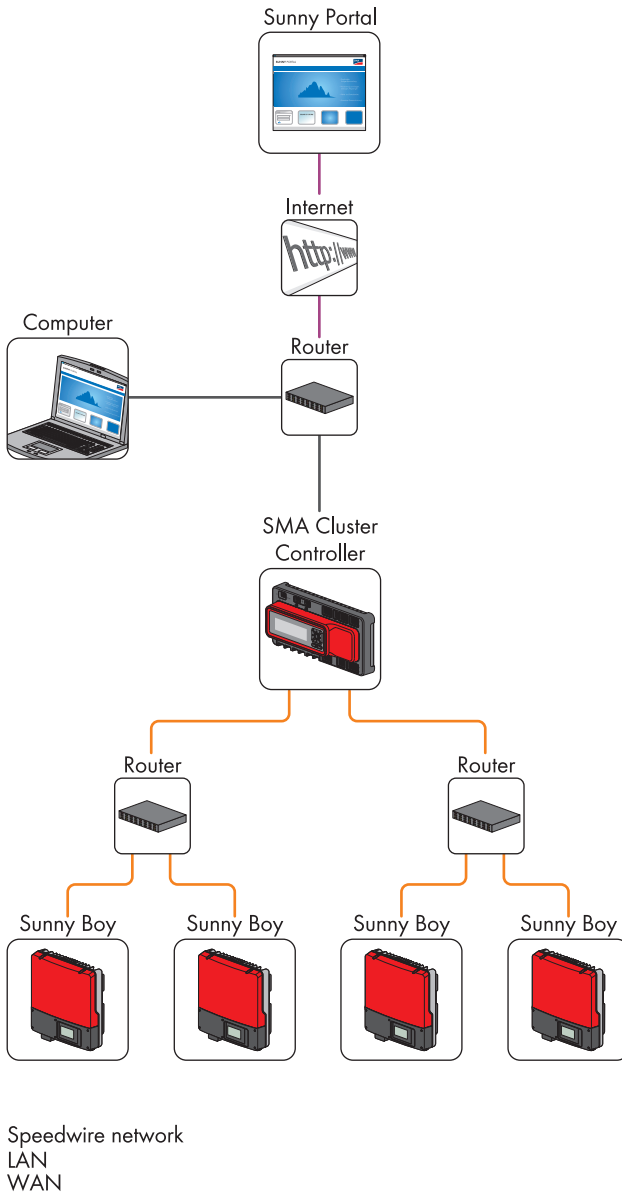 Sunny Portal
Internet
http://www
Computer
Router
SMA Cluster
Controller
Router
Router
Sunny Boy
Sunny Boy
Sunny Boy
Sunny Boy
Speedwire network
LAN
WAN